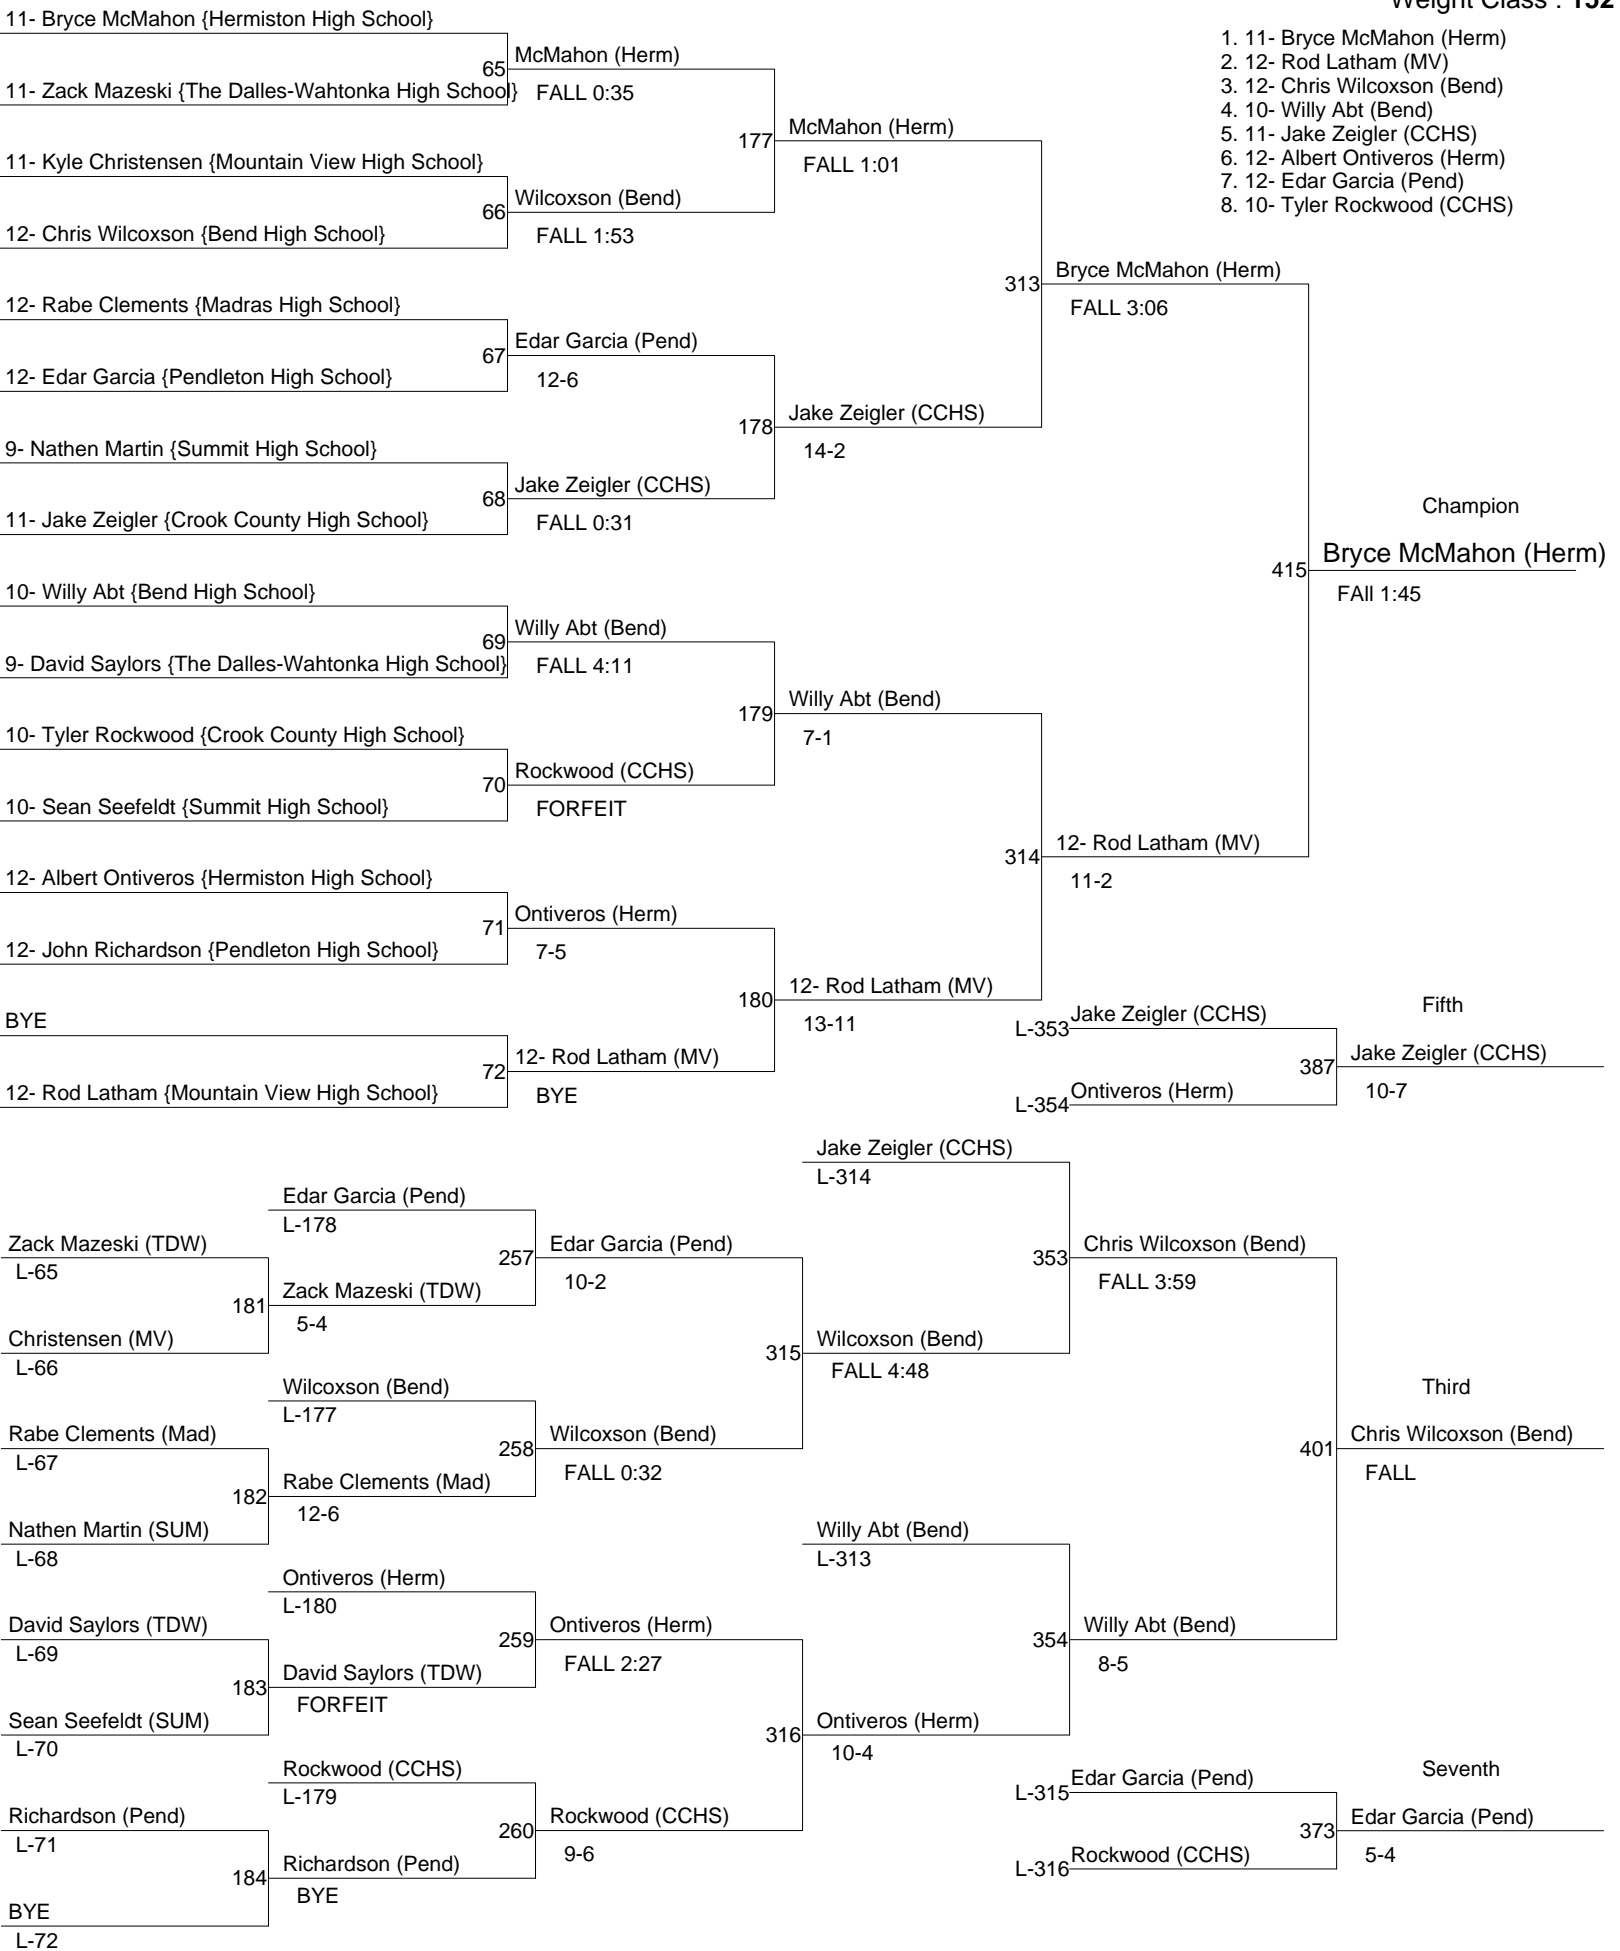 Weight Class : 152
1. 11- Bryce McMahon (Herm)
2. 12- Rod Latham (MV)
3. 12- Chris Wilcoxson (Bend)
4. 10- Willy Abt (Bend)
5. 11- Jake Zeigler (CCHS)
6. 12- Albert Ontiveros (Herm)
7. 12- Edar Garcia (Pend)
8. 10- Tyler Rockwood (CCHS)
11- Bryce McMahon {Hermiston High School}
65
McMahon (Herm)
11- Zack Mazeski {The Dalles-Wahtonka High School}
FALL 0:35
177
McMahon (Herm)
FALL 1:01
11- Kyle Christensen {Mountain View High School}
66
Wilcoxson (Bend)
12- Chris Wilcoxson {Bend High School}
FALL 1:53
313
Bryce McMahon (Herm)
FALL 3:06
12- Rabe Clements {Madras High School}
67
Edar Garcia (Pend)
12- Edar Garcia {Pendleton High School}
12-6
178
Jake Zeigler (CCHS)
14-2
9- Nathen Martin {Summit High School}
68
Jake Zeigler (CCHS)
11- Jake Zeigler {Crook County High School}
FALL 0:31
Champion
415
Bryce McMahon (Herm)
FAll 1:45
10- Willy Abt {Bend High School}
69
Willy Abt (Bend)
9- David Saylors {The Dalles-Wahtonka High School}
FALL 4:11
179
Willy Abt (Bend)
7-1
10- Tyler Rockwood {Crook County High School}
70
Rockwood (CCHS)
10- Sean Seefeldt {Summit High School}
FORFEIT
314
12- Rod Latham (MV)
11-2
12- Albert Ontiveros {Hermiston High School}
71
Ontiveros (Herm)
12- John Richardson {Pendleton High School}
7-5
180
12- Rod Latham (MV)
13-11
BYE
72
12- Rod Latham (MV)
12- Rod Latham {Mountain View High School}
BYE
Fifth
L-353
Jake Zeigler (CCHS)
387
Jake Zeigler (CCHS)
10-7
L-354
Ontiveros (Herm)
Jake Zeigler (CCHS)
L-314
Edar Garcia (Pend)
L-178
Zack Mazeski (TDW)
L-65
257
Edar Garcia (Pend)
10-2
353
Chris Wilcoxson (Bend)
FALL 3:59
181
Zack Mazeski (TDW)
5-4
Christensen (MV)
L-66
315
Wilcoxson (Bend)
FALL 4:48
Wilcoxson (Bend)
L-177
Third
Rabe Clements (Mad)
L-67
258
Wilcoxson (Bend)
FALL 0:32
401
Chris Wilcoxson (Bend)
FALL
182
Rabe Clements (Mad)
12-6
Nathen Martin (SUM)
L-68
Willy Abt (Bend)
L-313
Ontiveros (Herm)
L-180
David Saylors (TDW)
L-69
259
Ontiveros (Herm)
FALL 2:27
354
Willy Abt (Bend)
8-5
183
David Saylors (TDW)
FORFEIT
Sean Seefeldt (SUM)
L-70
316
Ontiveros (Herm)
10-4
Rockwood (CCHS)
L-179
Seventh
L-315
Edar Garcia (Pend)
Richardson (Pend)
L-71
260
Rockwood (CCHS)
9-6
373
Edar Garcia (Pend)
5-4
184
Richardson (Pend)
BYE
L-316
Rockwood (CCHS)
BYE
L-72